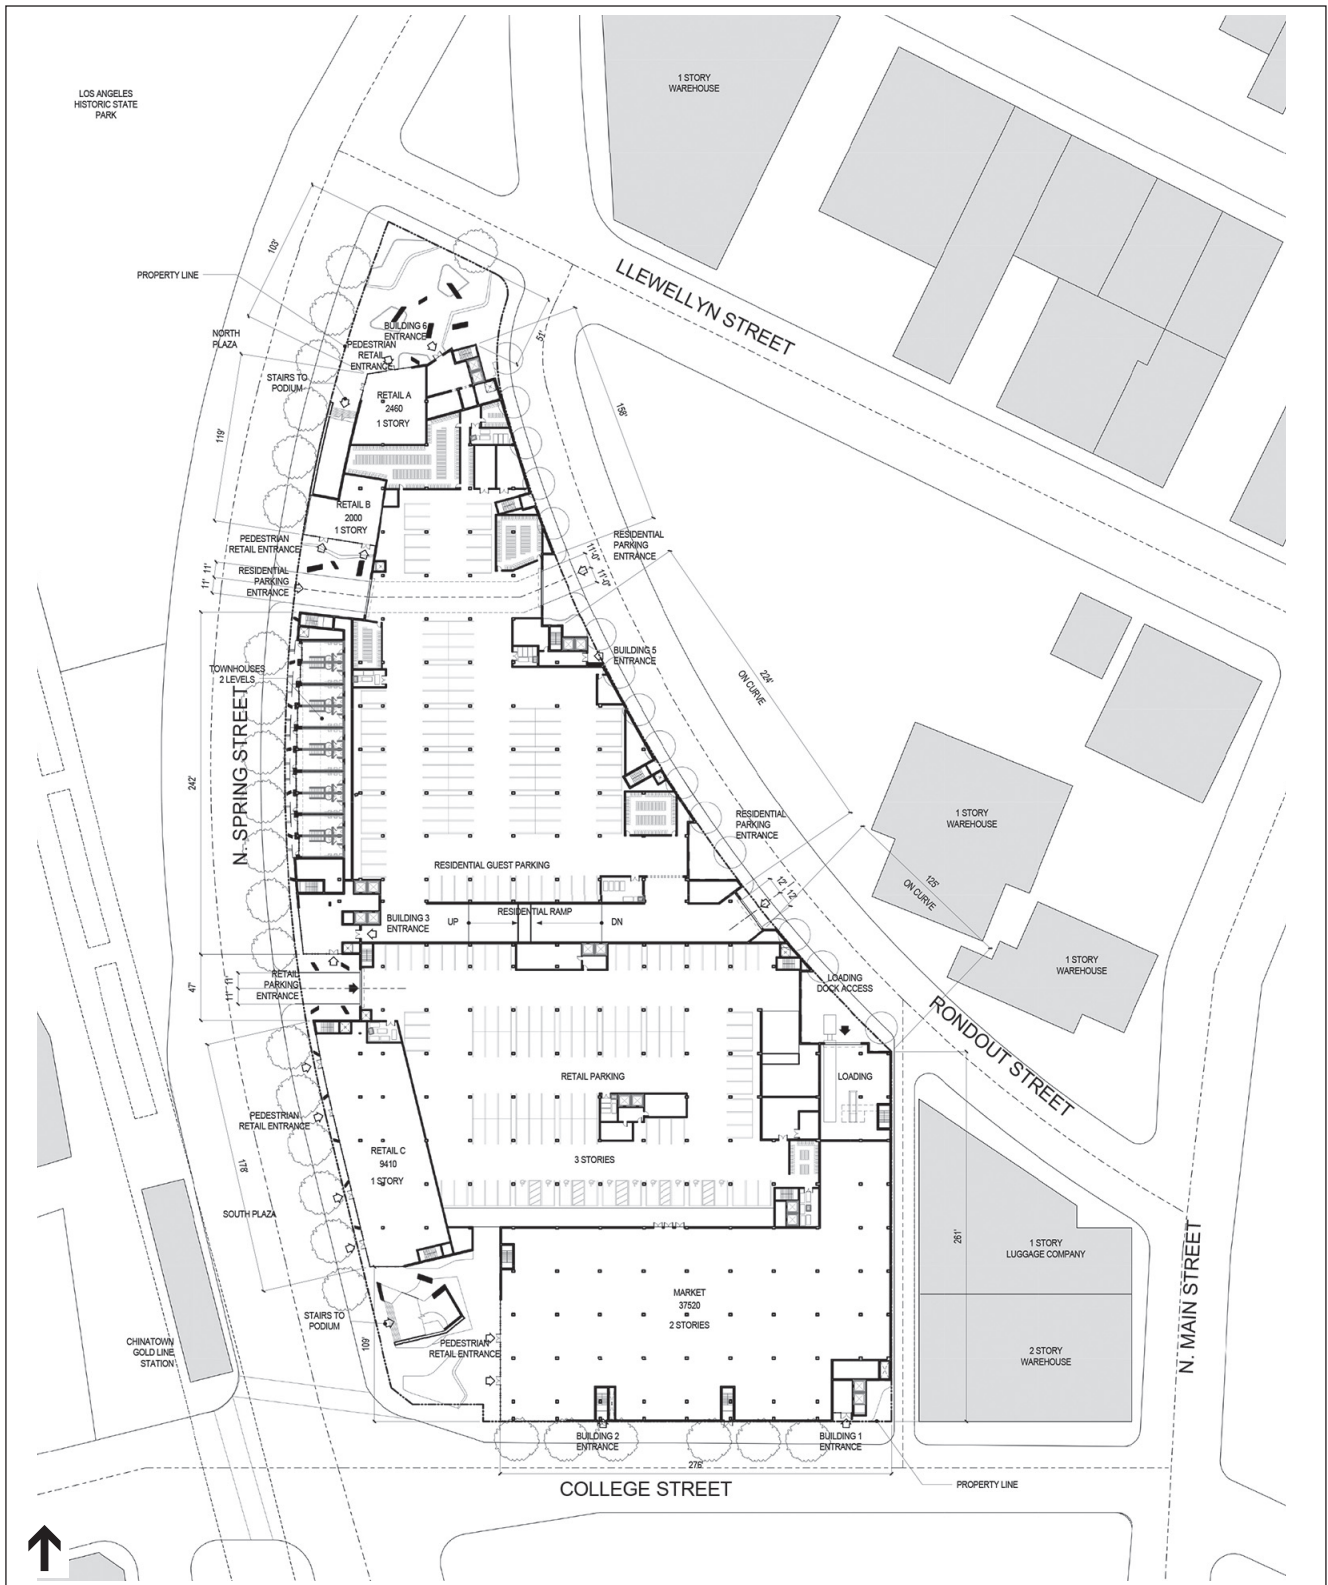 LOS ANGELES
HISTORIC STATE
PARK
1 STORY
WAREHOUSE
LLEWELLYN STREET
103'
PROPERTY LINE
NORTH
PLAZA
BUILDING 6
ENTRANCE
PEDESTRIAN
RETAIL
ENTRANCE
51'
STAIRS TO
PODIUM
RETAIL A
2460
1 STORY
158'
119'
RETAIL B
2000
1 STORY
PEDESTRIAN
RETAIL ENTRANCE
RESIDENTIAL
PARKING
ENTRANCE
11'-0"
11'-0"
11'
11'
RESIDENTIAL
PARKING
ENTRANCE
BUILDING 5
ENTRANCE
TOWNHOUSES
2 LEVELS
224'
ON CURVE
N. SPRING STREET
242'
RESIDENTIAL
PARKING
ENTRANCE
1 STORY
WAREHOUSE
RESIDENTIAL GUEST PARKING
125'
ON CURVE
12'
12'
BUILDING 3
ENTRANCE
UP
RESIDENTIAL RAMP
DN
1 STORY
WAREHOUSE
47'
11'
11'
RETAIL
PARKING
ENTRANCE
LOADING
DOCK ACCESS
RONDOUT STREET
RETAIL PARKING
LOADING
PEDESTRIAN
RETAIL ENTRANCE
178'
RETAIL C
9410
1 STORY
3 STORIES
SOUTH PLAZA
261'
1 STORY
LUGGAGE COMPANY
N. MAIN STREET
MARKET
37520
2 STORIES
STAIRS TO
PODIUM
109'
PEDESTRIAN
RETAIL ENTRANCE
CHINATOWN
GOLD LINE
STATION
2 STORY
WAREHOUSE
BUILDING 2
ENTRANCE
BUILDING 1
ENTRANCE
276'
COLLEGE STREET
PROPERTY LINE